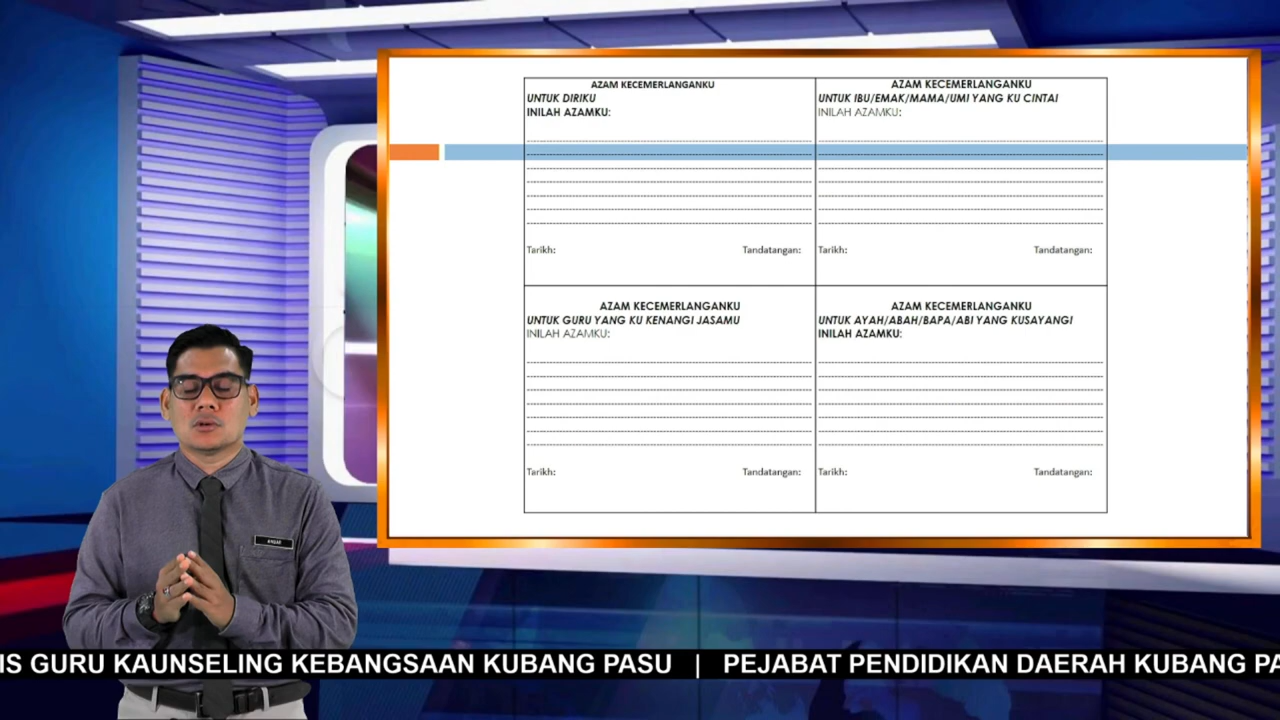 AZAM KECEMERLANGANKU
UNTUK DIRIKU
INILAH AZAMKU:
Tarikh:
Tandatangan:
AZAM KECEMERLANGANKU
UNTUK IBU/EMAK/MAMA/UMI YANG KU CINTAI
INILAH AZAMKU:
Tarikh:
Tandatangan:
AZAM KECEMERLANGANKU
UNTUK GURU YANG KU KENANGI JASAMU
INILAH AZAMKU:
Tarikh:
Tandatangan:
AZAM KECEMERLANGANKU
UNTUK AYAH/ABAH/BAPA/ABI YANG KUSAYANGI
INILAH AZAMKU:
Tarikh:
Tandatangan:
IS GURU KAUNSELING KEBANGSAAN KUBANG PASU | PEJABAT PENDIDIKAN DAERAH KUBANG PA